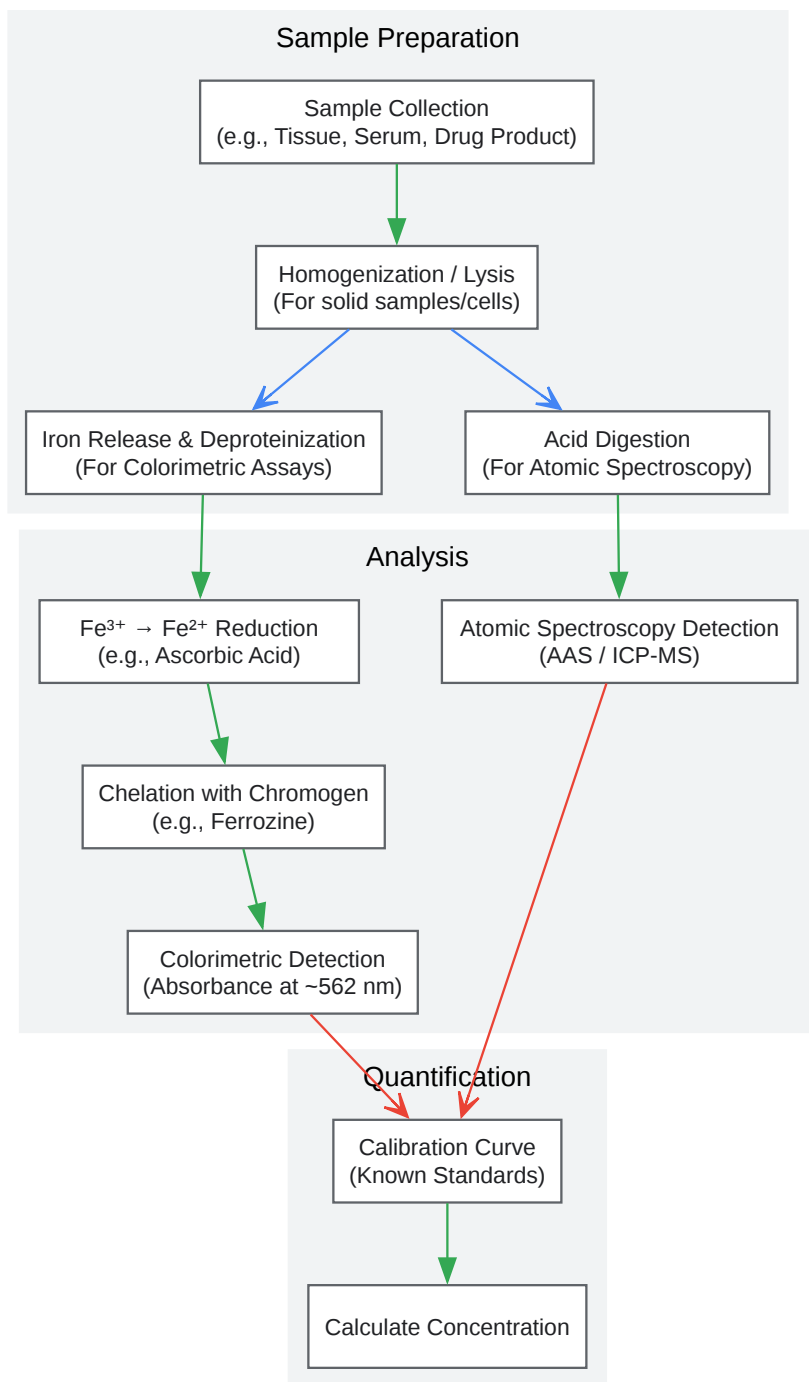 Sample Preparation
Sample Collection
(e.g., Tissue, Serum, Drug Product)
Homogenization / Lysis
(For solid samples/cells)
Iron Release & Deproteinization
(For Colorimetric Assays)
Acid Digestion
(For Atomic Spectroscopy)
Analysis
Fe³⁺ → Fe²⁺ Reduction
(e.g., Ascorbic Acid)
Atomic Spectroscopy Detection
(AAS / ICP-MS)
Chelation with Chromogen
(e.g., Ferrozine)
Colorimetric Detection
(Absorbance at ~562 nm)
Quantification
Calibration Curve
(Known Standards)
Calculate Concentration